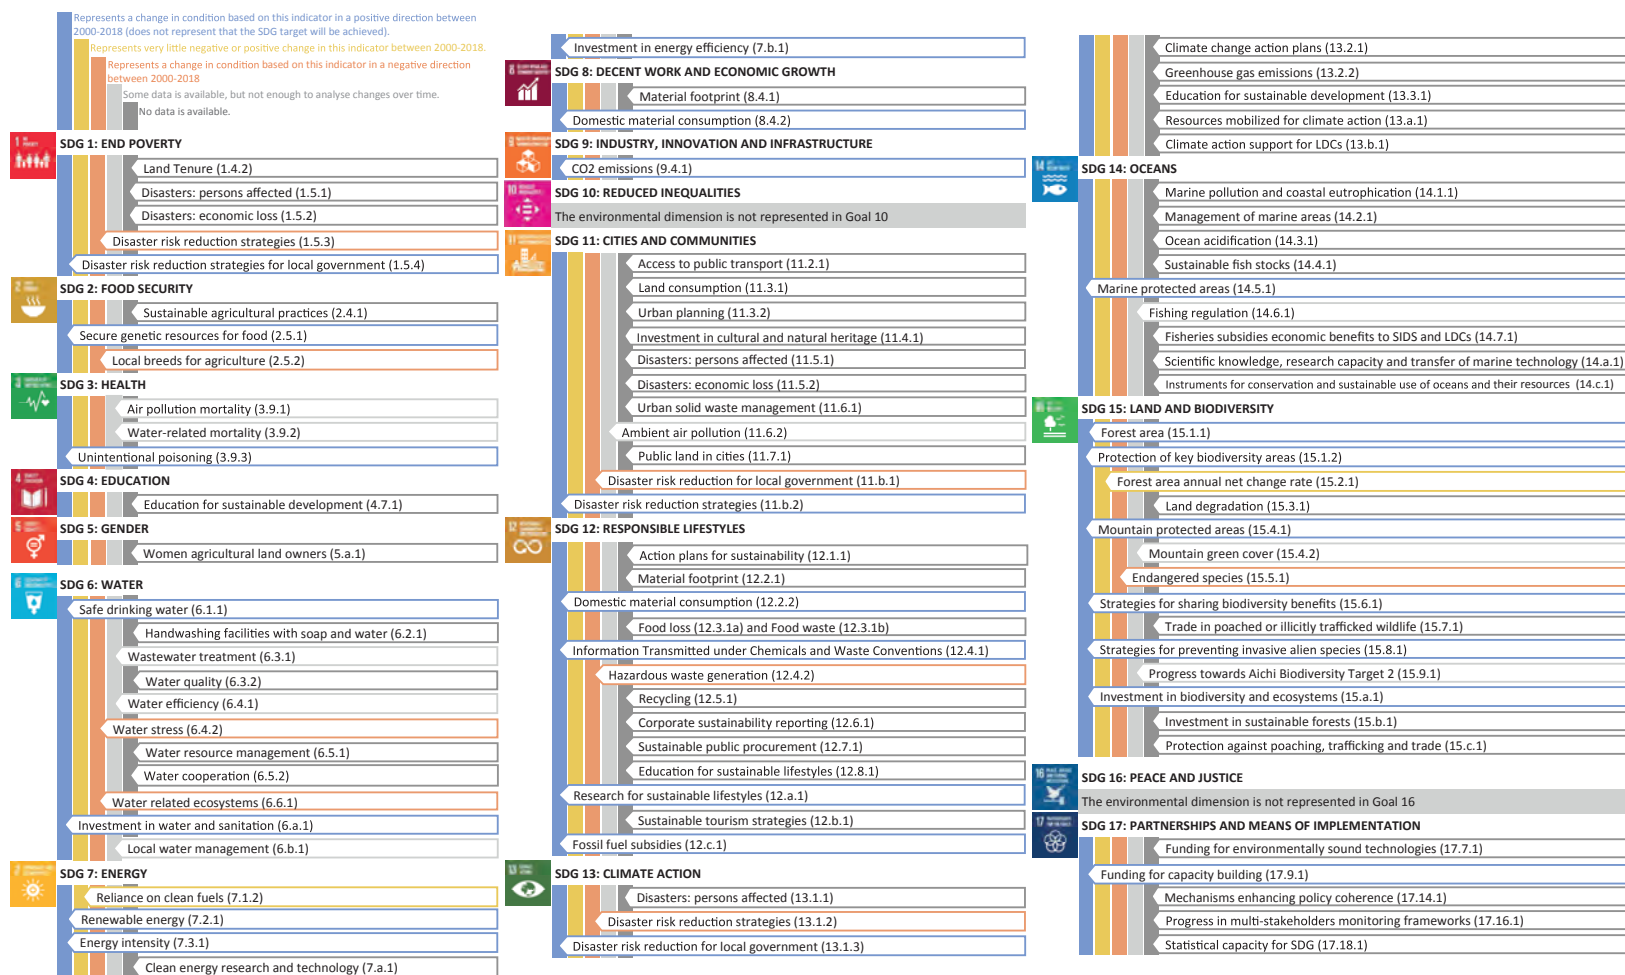 Represents a change in condition based on this indicator in a positive direction between
2000-2018 (does not represent that the SDG target will be achieved).
Represents very little negative or positive change in this indicator between 2000-2018.
Represents a change in condition based on this indicator in a negative direction
between 2000-2018
Some data is available, but not enough to analyse changes over time.
No data is available.
1
SDG 1: END POVERTY
Land Tenure (1.4.2)
Disasters: persons affected (1.5.1)
Disasters: economic loss (1.5.2)
Disaster risk reduction strategies (1.5.3)
Disaster risk reduction strategies for local government (1.5.4)
2
SDG 2: FOOD SECURITY
Sustainable agricultural practices (2.4.1)
Secure genetic resources for food (2.5.1)
Local breeds for agriculture (2.5.2)
3
SDG 3: HEALTH
Air pollution mortality (3.9.1)
Water-related mortality (3.9.2)
Unintentional poisoning (3.9.3)
4
SDG 4: EDUCATION
Education for sustainable development (4.7.1)
5
SDG 5: GENDER
Women agricultural land owners (5.a.1)
6
SDG 6: WATER
Safe drinking water (6.1.1)
Handwashing facilities with soap and water (6.2.1)
Wastewater treatment (6.3.1)
Water quality (6.3.2)
Water efficiency (6.4.1)
Water stress (6.4.2)
Water resource management (6.5.1)
Water cooperation (6.5.2)
Water related ecosystems (6.6.1)
Investment in water and sanitation (6.a.1)
Local water management (6.b.1)
SDG 7: ENERGY
Reliance on clean fuels (7.1.2)
Renewable energy (7.2.1)
Energy intensity (7.3.1)
Clean energy research and technology (7.a.1)
Investment in energy efficiency (7.b.1)
8
SDG 8: DECENT WORK AND ECONOMIC GROWTH
Material footprint (8.4.1)
Domestic material consumption (8.4.2)
9
SDG 9: INDUSTRY, INNOVATION AND INFRASTRUCTURE
CO2 emissions (9.4.1)
10
SDG 10: REDUCED INEQUALITIES
The environmental dimension is not represented in Goal 10
11
SDG 11: CITIES AND COMMUNITIES
Access to public transport (11.2.1)
Land consumption (11.3.1)
Urban planning (11.3.2)
Investment in cultural and natural heritage (11.4.1)
Disasters: persons affected (11.5.1)
Disasters: economic loss (11.5.2)
Urban solid waste management (11.6.1)
Ambient air pollution (11.6.2)
Public land in cities (11.7.1)
Disaster risk reduction for local government (11.b.1)
Disaster risk reduction strategies (11.b.2)
12
SDG 12: RESPONSIBLE LIFESTYLES
Action plans for sustainability (12.1.1)
Material footprint (12.2.1)
Domestic material consumption (12.2.2)
Food loss (12.3.1a) and Food waste (12.3.1b)
Information Transmitted under Chemicals and Waste Conventions (12.4.1)
Hazardous waste generation (12.4.2)
Recycling (12.5.1)
Corporate sustainability reporting (12.6.1)
Sustainable public procurement (12.7.1)
Education for sustainable lifestyles (12.8.1)
Research for sustainable lifestyles (12.a.1)
Sustainable tourism strategies (12.b.1)
Fossil fuel subsidies (12.c.1)
13
SDG 13: CLIMATE ACTION
Disasters: persons affected (13.1.1)
Disaster risk reduction strategies (13.1.2)
Disaster risk reduction for local government (13.1.3)
Climate change action plans (13.2.1)
Greenhouse gas emissions (13.2.2)
Education for sustainable development (13.3.1)
Resources mobilized for climate action (13.a.1)
Climate action support for LDCs (13.b.1)
14
SDG 14: OCEANS
Marine pollution and coastal eutrophication (14.1.1)
Management of marine areas (14.2.1)
Ocean acidification (14.3.1)
Sustainable fish stocks (14.4.1)
Marine protected areas (14.5.1)
Fishing regulation (14.6.1)
Fisheries subsidies economic benefits to SIDS and LDCs (14.7.1)
Scientific knowledge, research capacity and transfer of marine technology (14.a.1)
Instruments for conservation and sustainable use of oceans and their resources (14.c.1)
SDG 15: LAND AND BIODIVERSITY
Forest area (15.1.1)
Protection of key biodiversity areas (15.1.2)
Forest area annual net change rate (15.2.1)
Land degradation (15.3.1)
Mountain protected areas (15.4.1)
Mountain green cover (15.4.2)
Endangered species (15.5.1)
Strategies for sharing biodiversity benefits (15.6.1)
Trade in poached or illicitly trafficked wildlife (15.7.1)
Strategies for preventing invasive alien species (15.8.1)
Progress towards Aichi Biodiversity Target 2 (15.9.1)
Investment in biodiversity and ecosystems (15.a.1)
Investment in sustainable forests (15.b.1)
Protection against poaching, trafficking and trade (15.c.1)
16
SDG 16: PEACE AND JUSTICE
The environmental dimension is not represented in Goal 16
17
SDG 17: PARTNERSHIPS AND MEANS OF IMPLEMENTATION
Funding for environmentally sound technologies (17.7.1)
Funding for capacity building (17.9.1)
Mechanisms enhancing policy coherence (17.14.1)
Progress in multi-stakeholders monitoring frameworks (17.16.1)
Statistical capacity for SDG (17.18.1)